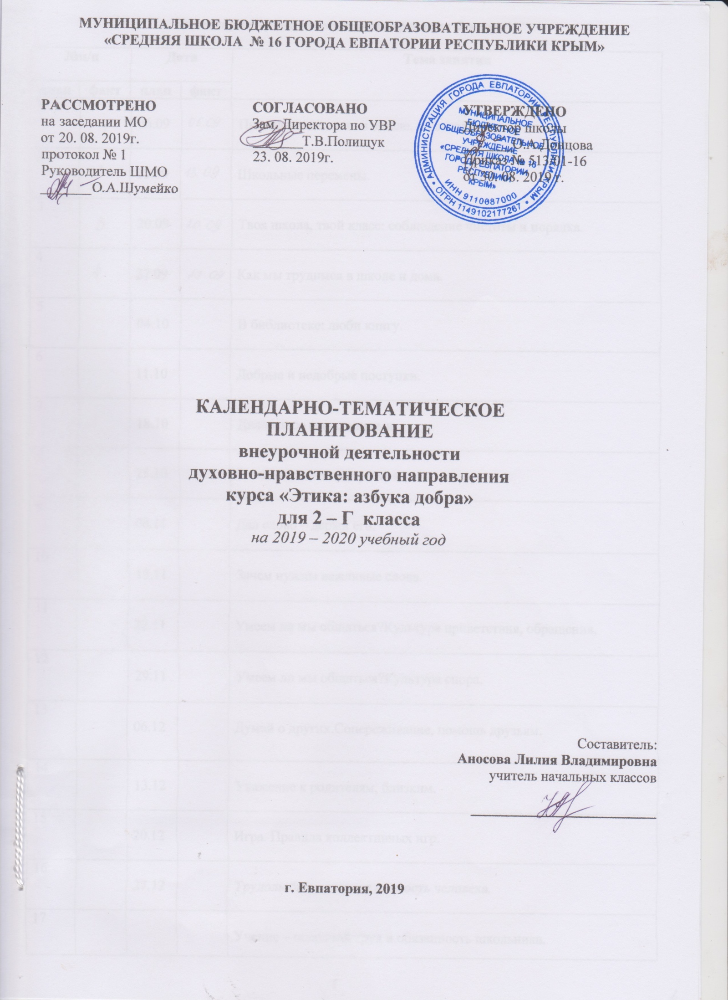 МУНИЦИПАЛЬНОЕ БЮДЖЕТНОЕ ОБЩЕОБРАЗОВАТЕЛЬНОЕ УЧРЕЖДЕНИЕ
«СРЕДНЯЯ ШКОЛА № 16 ГОРОДА ЕВПАТОРИИ РЕСПУБЛИКИ КРЫМ»
РАССМОТРЕНО
на заседании МО
от 20. 08. 2019г.
протокол № 1
Руководитель ШМО
О.А.Шумейко
СОГЛАСОВАНО
Зам. Директора по УВР
Т.В.Полищук
23. 08. 2019г.
УТВЕРЖДЕНО
Директор школы
О.А.Донцова
Приказ № 513/01-16
от 30. 08. 2019 г.
АДМИНИСТРАЦИЯ ГОРОДА ЕВПАТОРИИ РЕСПУБЛИКИ КРЫМ
ОГРН 1149102177267
ИНН 9110087000
МУНИЦИПАЛЬНОЕ
БЮДЖЕТНОЕ
ОБЩЕОБРАЗОВАТЕЛЬНОЕ
УЧРЕЖДЕНИЕ
«СРЕДНЯЯ ШКОЛА № 16
ГОРОДА ЕВПАТОРИИ
РЕСПУБЛИКИ
КРЫМ»
КАЛЕНДАРНО-ТЕМАТИЧЕСКОЕ
ПЛАНИРОВАНИЕ
внеурочной деятельности
духовно-нравственного направления
курса «Этика: азбука добра»
для 2 – Г класса
на 2019 – 2020 учебный год
Составитель:
Аносова Лилия Владимировна
учитель начальных классов
г. Евпатория, 2019